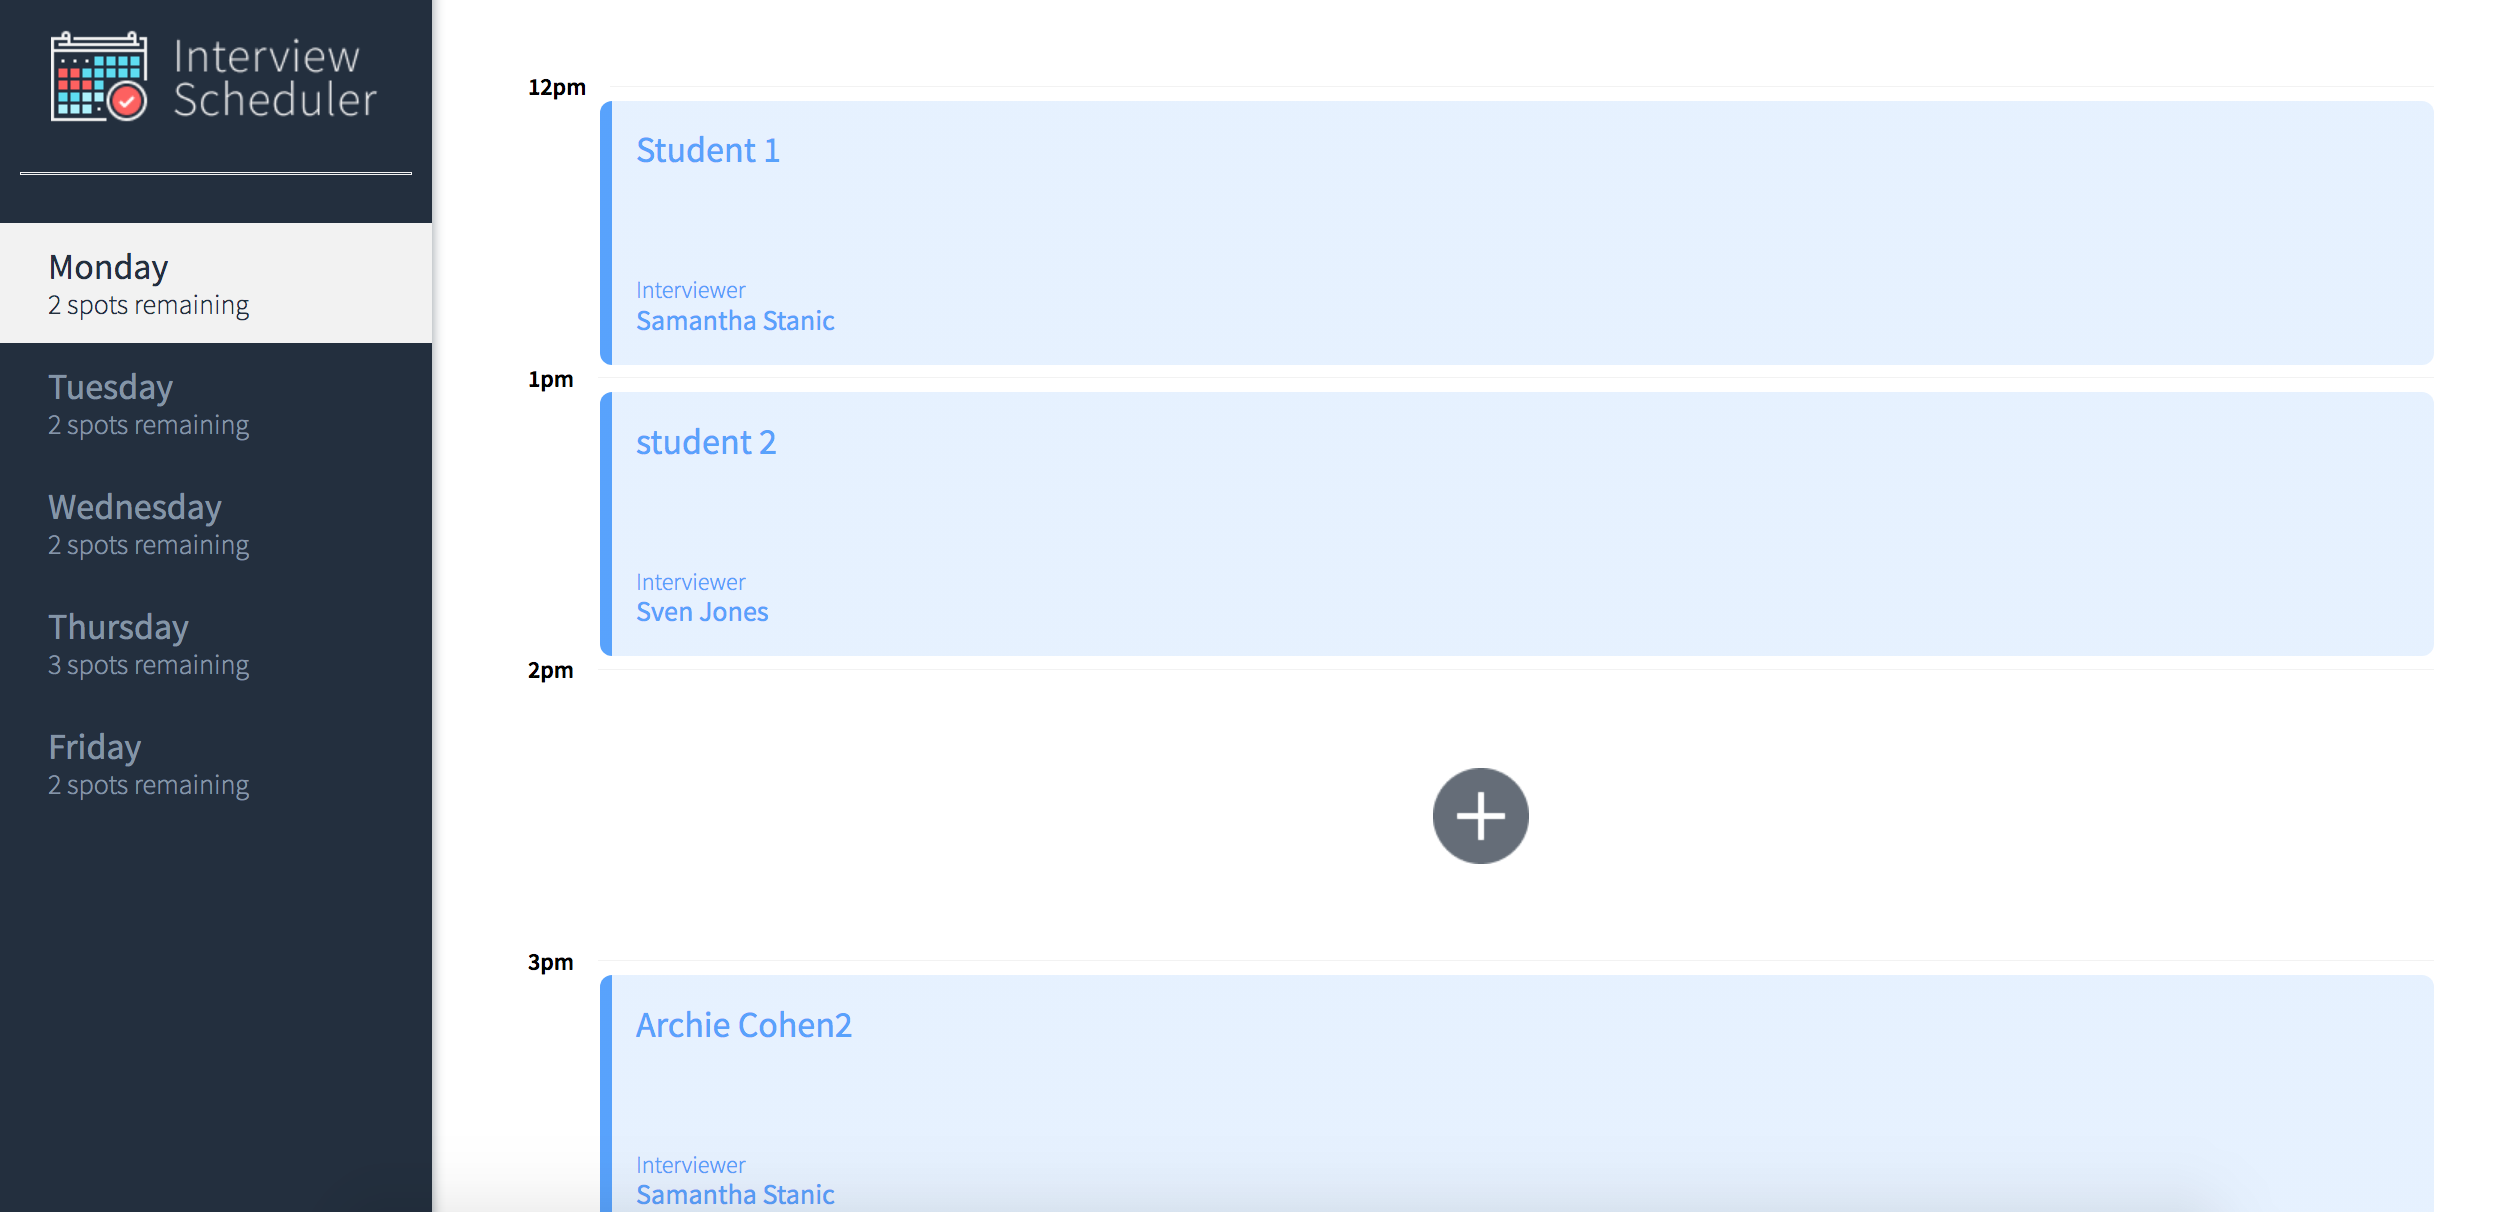 Interview
Scheduler
Monday
2 spots remaining
Tuesday
2 spots remaining
Wednesday
2 spots remaining
Thursday
3 spots remaining
Friday
2 spots remaining
12pm
Student 1
Interviewer
Samantha Stanic
1pm
student 2
Interviewer
Sven Jones
2pm
3pm
Archie Cohen2
Interviewer
Samantha Stanic